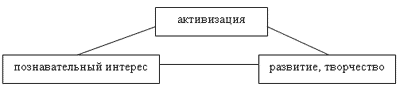 активизация
познавательный интерес
развитие, творчество